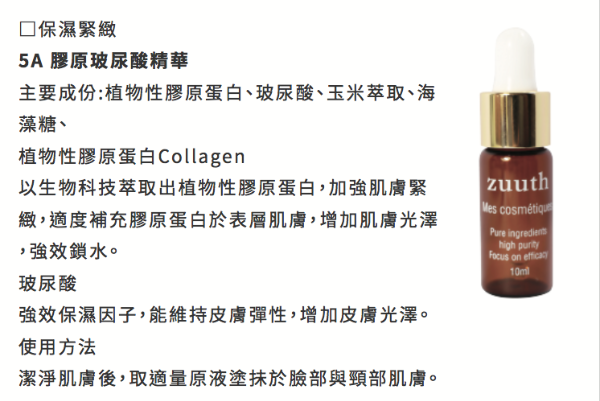 □保濕緊緻
5A 膠原玻尿酸精華
主要成份:植物性膠原蛋白、玻尿酸、玉米萃取、海
藻糖、
植物性膠原蛋白Collagen
以生物科技萃取出植物性膠原蛋白,加強肌膚緊
緻,適度補充膠原蛋白於表層肌膚,增加肌膚光澤
,強效鎖水。
玻尿酸
強效保濕因子,能維持皮膚彈性,增加皮膚光澤。
使用方法
潔淨肌膚後,取適量原液塗抹於臉部與頸部肌膚。
zuuth
Mes cosmétiques
Pure ingredients
high purity
Focus on efficacy
10ml